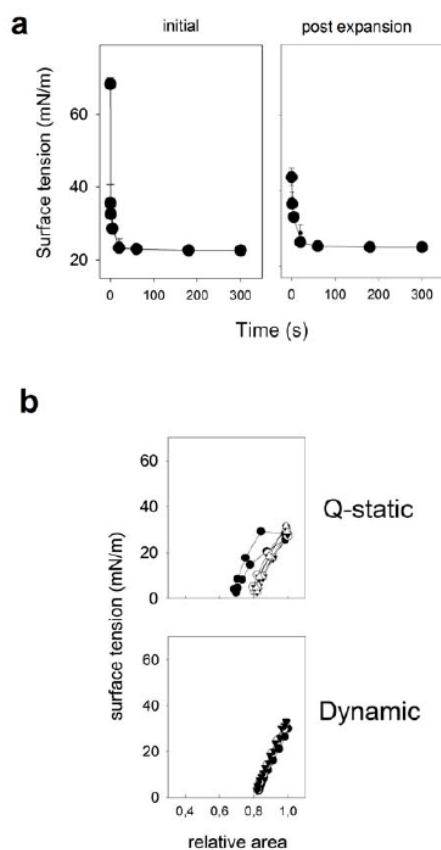 a
initial post expansion
Surface tension (mN/m)
60
40
20
0 100 200 300 0 100 200 300
Time (s)
b
surface tension (mN/m)
60
40
20
0
Q-static
60
40
20
0
Dynamic
0,4 0,6 0,8 1,0
relative area